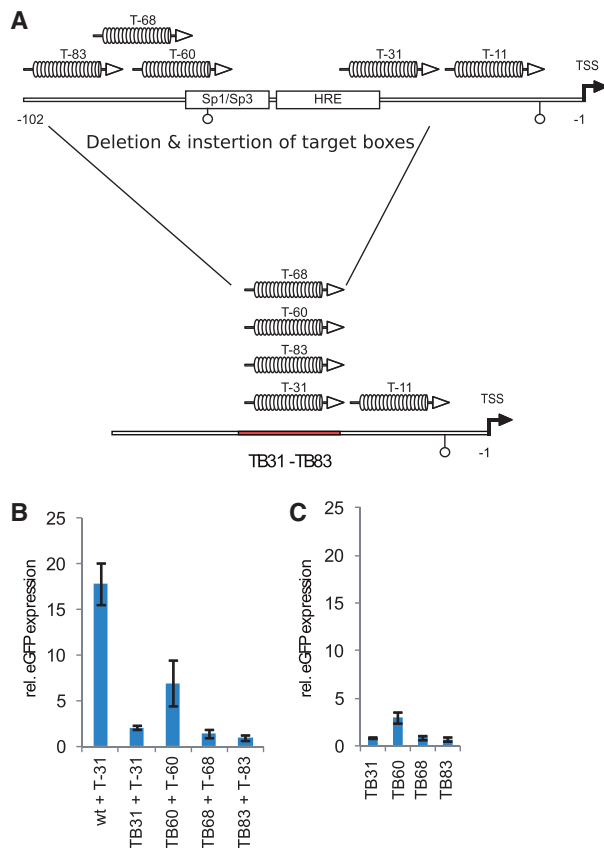 A
T-68
T-83
T-60
T-31
T-11
TSS
Sp1/Sp3
HRE
-102
-1
Deletion & instertion of target boxes
T-68
T-60
T-83
T-31
T-11
TSS
-1
TB31 -TB83
B
rel. eGFP expression
25
20
15
10
5
0
wt + T-31
TB31 + T-31
TB60 + T-60
TB68 + T-68
TB83 + T-83
C
rel. eGFP expression
25
20
15
10
5
0
TB31
TB60
TB68
TB83